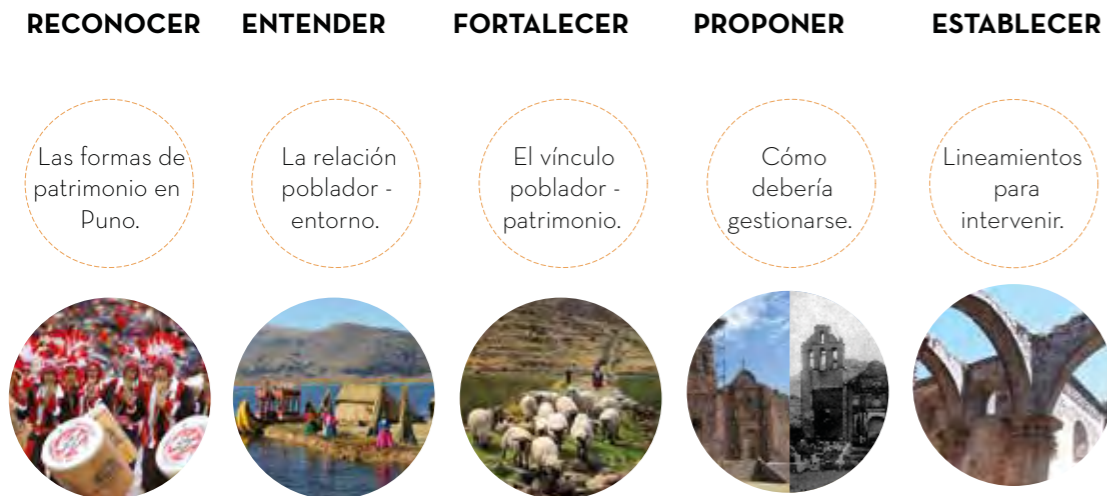 RECONOCER
ENTENDER
FORTALECER
PROPONER
ESTABLECER
Las formas de
patrimonio en
Puno.
La relación
poblador -
entorno.
El vínculo
poblador -
patrimonio.
Cómo
debería
gestionarse.
Lineamientos
para
intervenir.